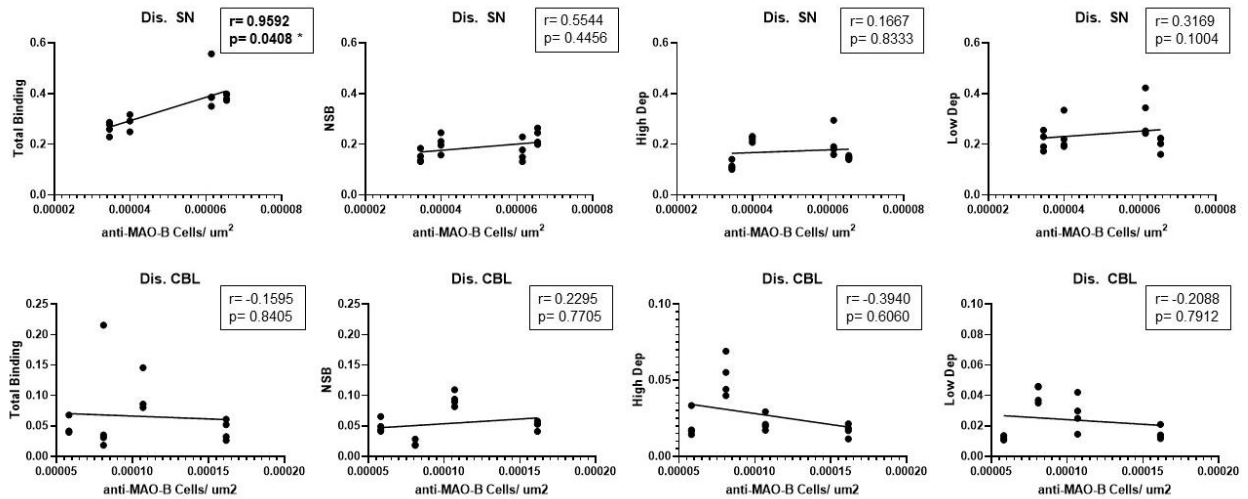 Dis. SN
r= 0.9592
p= 0.0408 *
Total Binding
0.6
0.4
0.2
0.0
0.00002 0.00004 0.00006 0.00008
anti-MAO-B Cells/ um²
Dis. SN
r= 0.5544
p= 0.4456
NSB
0.6
0.4
0.2
0.0
0.00002 0.00004 0.00006 0.00008
anti-MAO-B Cells/ um²
Dis. SN
r= 0.1667
p= 0.8333
High Dep
0.6
0.4
0.2
0.0
0.00002 0.00004 0.00006 0.00008
anti-MAO-B Cells/ um²
Dis. SN
r= 0.3169
p= 0.1004
Low Dep
0.6
0.4
0.2
0.0
0.00002 0.00004 0.00006 0.00008
anti-MAO-B Cells/ um²
Dis. CBL
r= -0.1595
p= 0.8405
Total Binding
0.25
0.20
0.15
0.10
0.05
0.00
0.00005 0.00010 0.00015 0.00020
anti-MAO-B Cells/ um2
Dis. CBL
r= 0.2295
p= 0.7705
NSB
0.25
0.20
0.15
0.10
0.05
0.00
0.00005 0.00010 0.00015 0.00020
anti-MAO-B Cells/ um2
Dis. CBL
r= -0.3940
p= 0.6060
High Dep
0.10
0.05
0.00
0.00005 0.00010 0.00015 0.00020
anti-MAO-B Cells/ um2
Dis. CBL
r= -0.2088
p= 0.7912
Low Dep
0.10
0.08
0.06
0.04
0.02
0.00
0.00005 0.00010 0.00015 0.00020
anti-MAO-B Cells/ um2